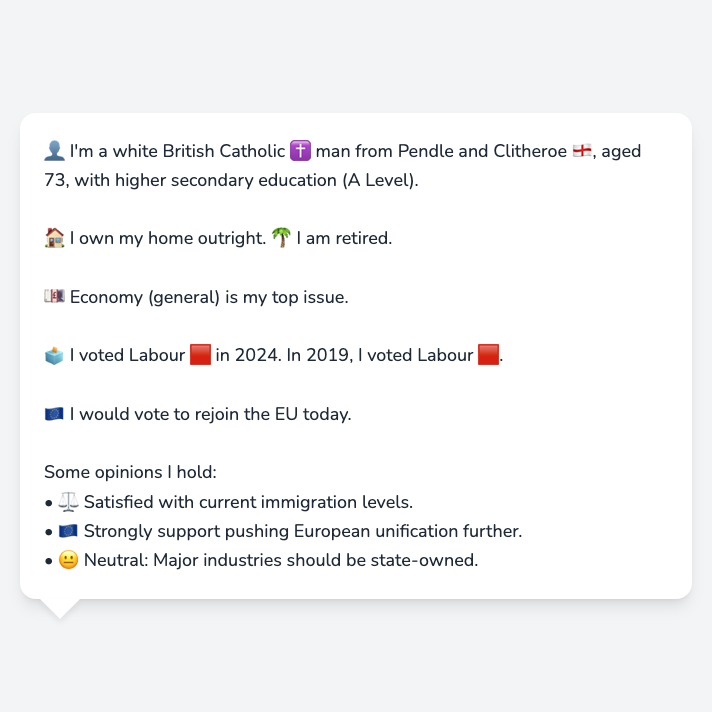 👤 I'm a white British Catholic ✝️ man from Pendle and Clitheroe 🏴󠁧󠁢󠁥󠁮󠁧󠁿, aged
73, with higher secondary education (A Level).
🏠 I own my home outright. 🌴 I am retired.
💷 Economy (general) is my top issue.
🗳️ I voted Labour 🟥 in 2024. In 2019, I voted Labour 🟥.
🇪🇺 I would vote to rejoin the EU today.
Some opinions I hold:
• ⚖️ Satisfied with current immigration levels.
• 🇪🇺 Strongly support pushing European unification further.
• 😐 Neutral: Major industries should be state-owned.